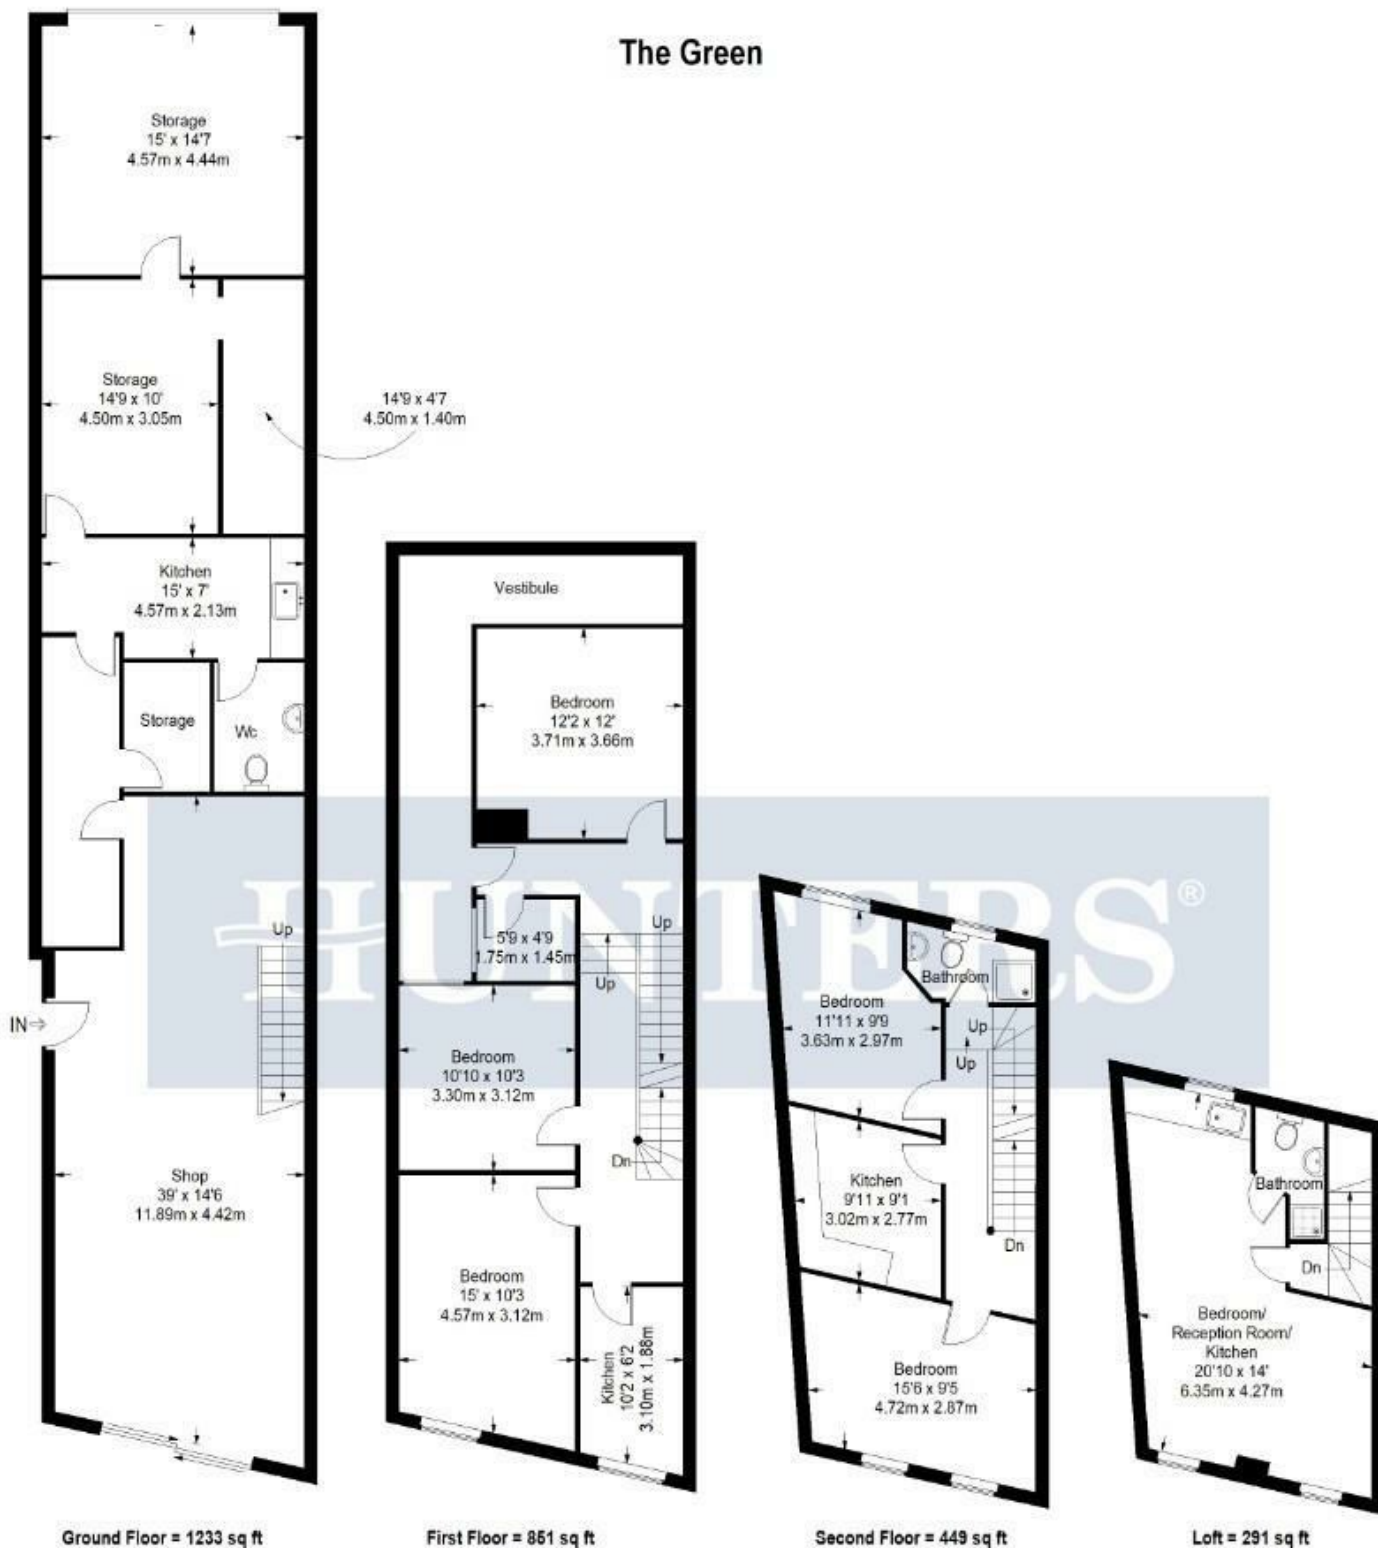 The Green
Storage
15' x 14'7
4.57m x 4.44m
Storage
14'9 x 10'
4.50m x 3.05m
14'9 x 4'7
4.50m x 1.40m
Kitchen
15' x 7'
4.57m x 2.13m
Storage
Wc
Up
IN
Shop
39' x 14'6
11.89m x 4.42m
Ground Floor = 1233 sq ft
Vestibule
Bedroom
12'2 x 12'
3.71m x 3.66m
5'9 x 4'9
1.75m x 1.45m
Up
Up
Bedroom
10'10 x 10'3
3.30m x 3.12m
Dn
Bedroom
15' x 10'3
4.57m x 3.12m
Kitchen
10'2 x 6'2
3.10m x 1.88m
First Floor = 851 sq ft
HUNTERS®
Bathroom
Bedroom
11'11 x 9'9
3.63m x 2.97m
Up
Up
Kitchen
9'11 x 9'1
3.02m x 2.77m
Dn
Bedroom
15'6 x 9'5
4.72m x 2.87m
Second Floor = 449 sq ft
Bathroom
Dn
Bedroom/
Reception Room/
Kitchen
20'10 x 14'
6.35m x 4.27m
Loft = 291 sq ft